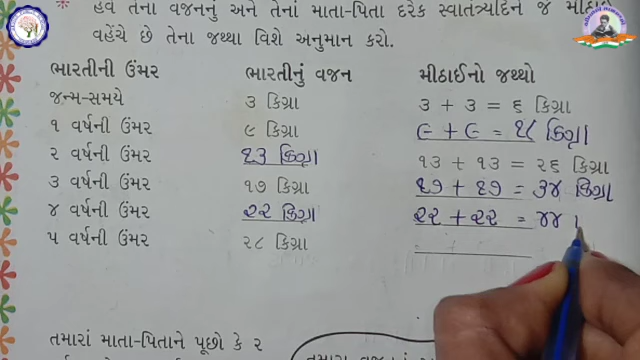 હવે તેના વજનનું અને તેનાં માતા-પિતા દરેક સ્વાતંત્ર્યદિને જ
વહેંચે છે તેના જથ્થા વિશે અનુમાન કરો.
ભારતીની ઉંમર ભારતીનું વજન મીઠાઈનો જથ્થો
જન્મ-સમયે ૩ કિગ્રા ૩ + ૩ = ૬ કિગ્રા
૧ વર્ષની ઉંમર ૯ કિગ્રા ૯ + ૯ = ૧૮ કિગ્રા
૨ વર્ષની ઉંમર ૧૩ કિગ્રા ૧૩ + ૧૩ = ૨૬ કિગ્રા
૩ વર્ષની ઉંમર ૧૭ કિગ્રા ૧૭ + ૧૭ = ૩૪ કિગ્રા
૪ વર્ષની ઉંમર ૨૨ કિગ્રા ૨૨ + ૨૨ = ૪૪
૫ વર્ષની ઉંમર ૨૮ કિગ્રા
તમારાં માતા-પિતાને પૂછો કે ૨